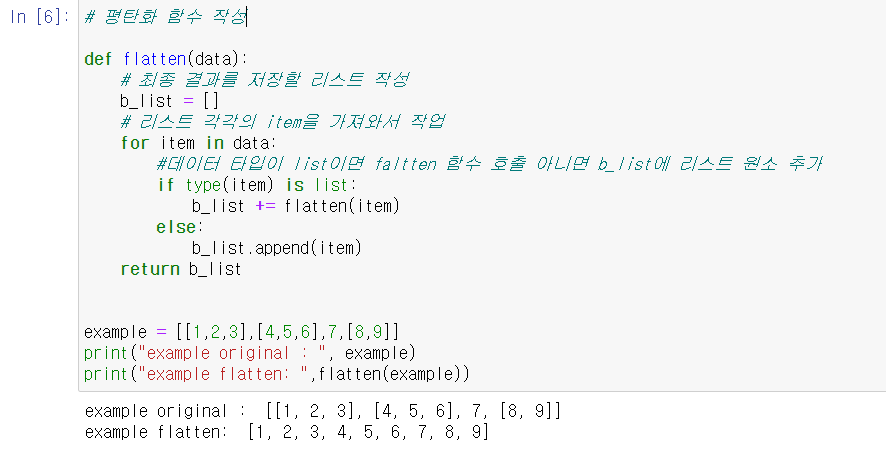 In [6]: # 평탄화 함수 작성
def flatten(data):
# 최종 결과를 저장할 리스트 작성
b_list = []
# 리스트 각각의 item을 가져와서 작업
for item in data:
#데이터 타입이 list이면 faltten 함수 호출 아니면 b_list에 리스트 원소 추가
if type(item) is list:
b_list += flatten(item)
else:
b_list.append(item)
return b_list
example = [[1,2,3],[4,5,6],7,[8,9]]
print("example original : ", example)
print("example flatten: ",flatten(example))
example original :  [[1, 2, 3], [4, 5, 6], 7, [8, 9]]
example flatten:  [1, 2, 3, 4, 5, 6, 7, 8, 9]